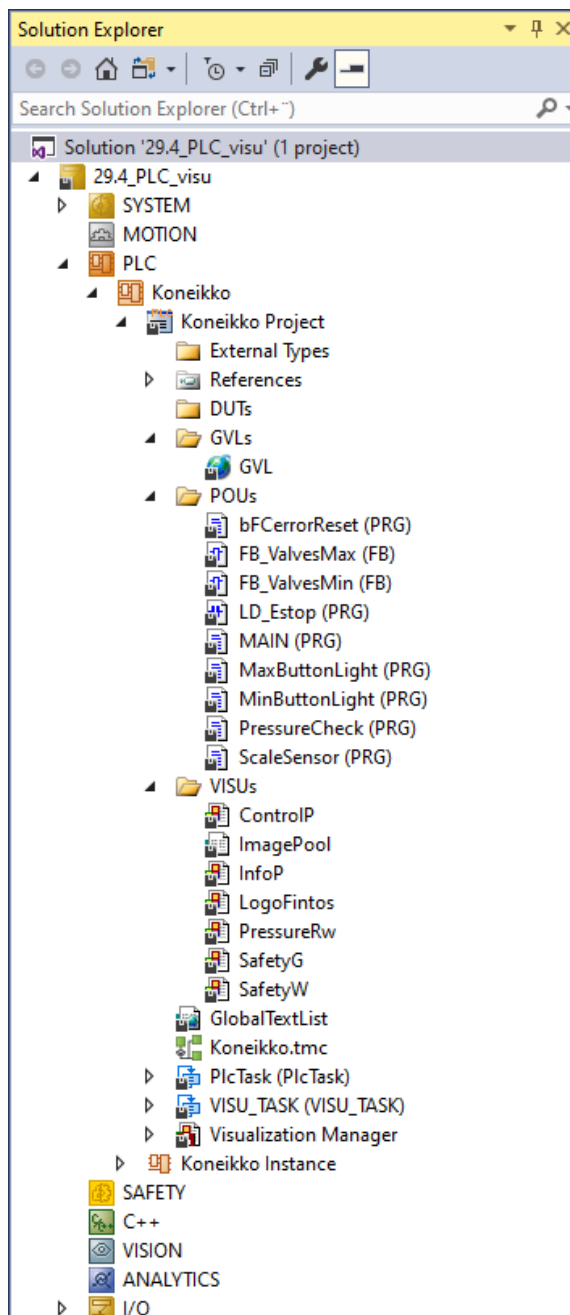 Solution Explorer
Search Solution Explorer (Ctrl+¨)
Solution '29.4_PLC_visu' (1 project)
29.4_PLC_visu
SYSTEM
MOTION
PLC
Koneikko
Koneikko Project
External Types
References
DUTs
GVLs
GVL
POUs
bFCerrorReset (PRG)
FB_ValvesMax (FB)
FB_ValvesMin (FB)
LD_Estop (PRG)
MAIN (PRG)
MaxButtonLight (PRG)
MinButtonLight (PRG)
PressureCheck (PRG)
ScaleSensor (PRG)
VISUs
ControlP
ImagePool
InfoP
LogoFintos
PressureRw
SafetyG
SafetyW
GlobalTextList
Koneikko.tmc
PlcTask (PlcTask)
VISU_TASK (VISU_TASK)
Visualization Manager
Koneikko Instance
SAFETY
C++
VISION
ANALYTICS
I/O